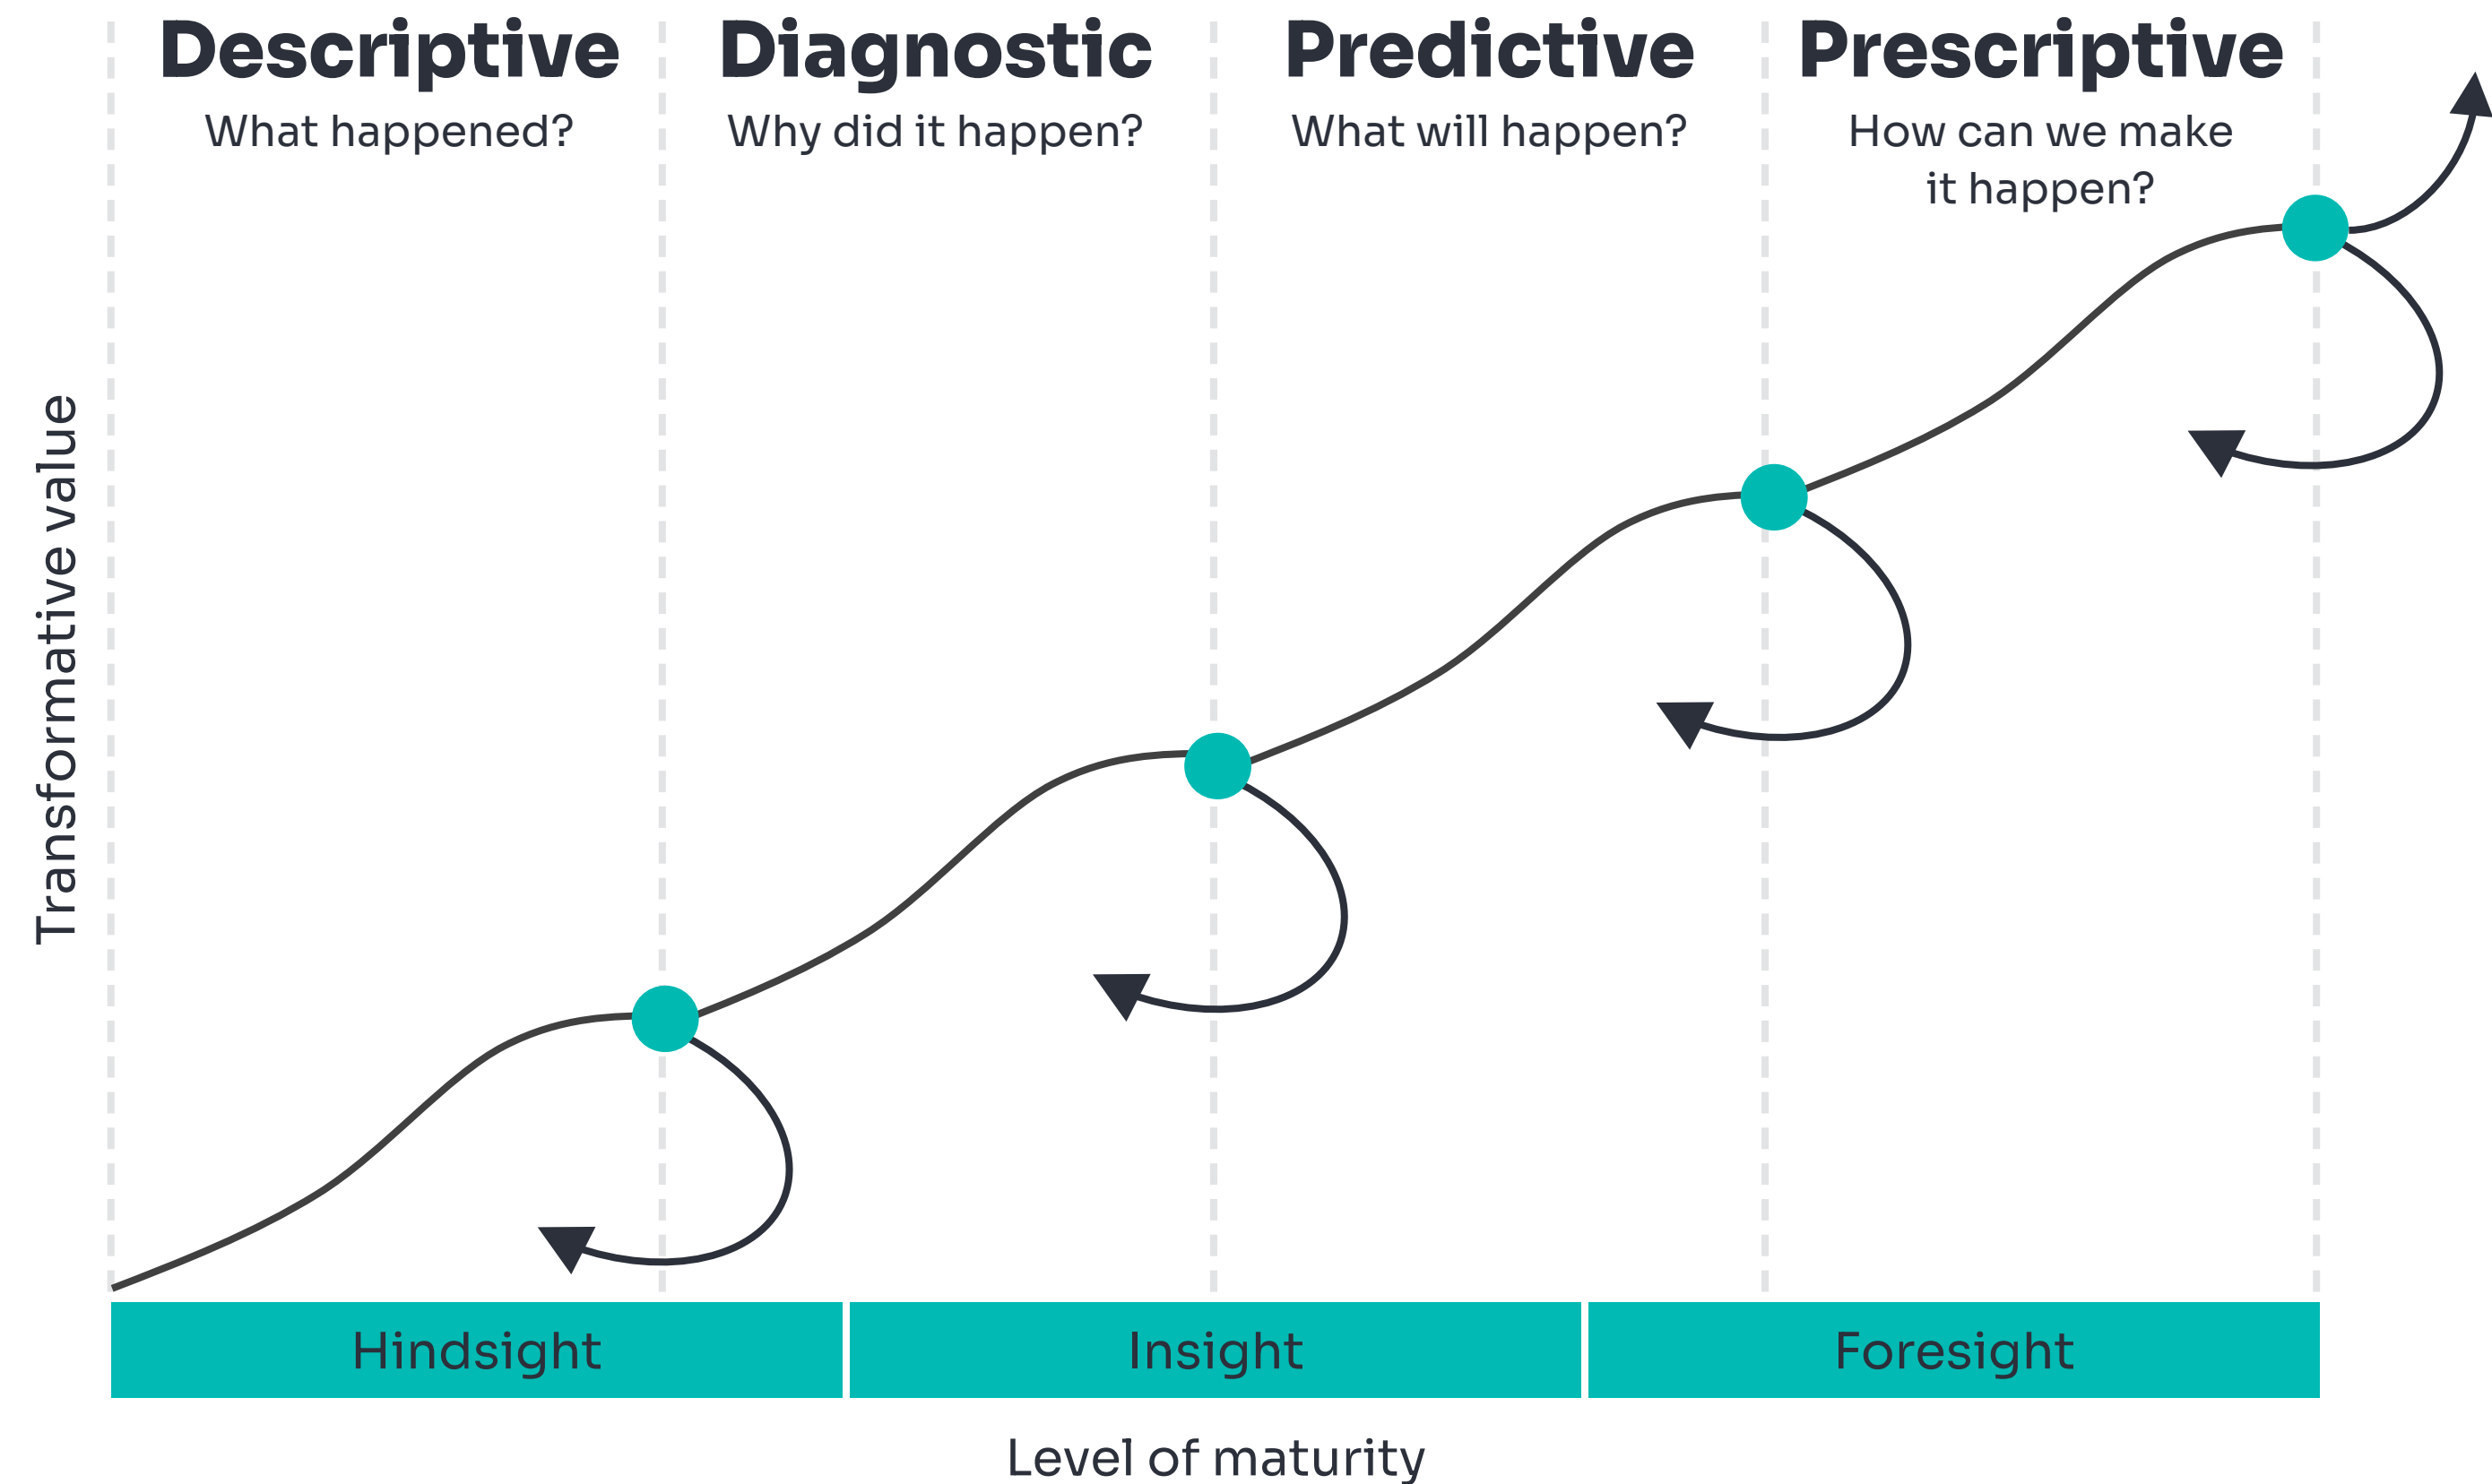 Descriptive
What happened?
Diagnostic
Why did it happen?
Predictive
What will happen?
Prescriptive
How can we make
it happen?
Transformative value
Hindsight
Insight
Foresight
Level of maturity